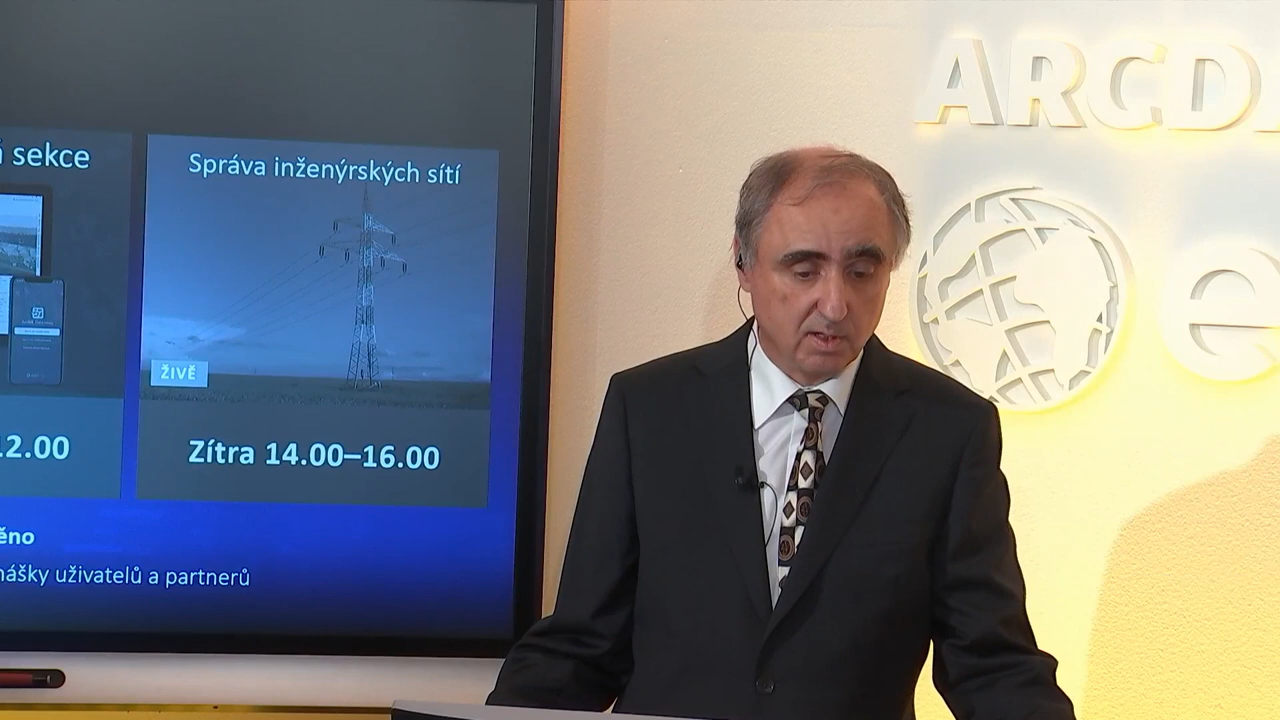 sekce
Správa inženýrských sítí
ŽIVĚ
2.00
Zítra 14.00–16.00
ěno
nášky uživatelů a partnerů
ARCD
e